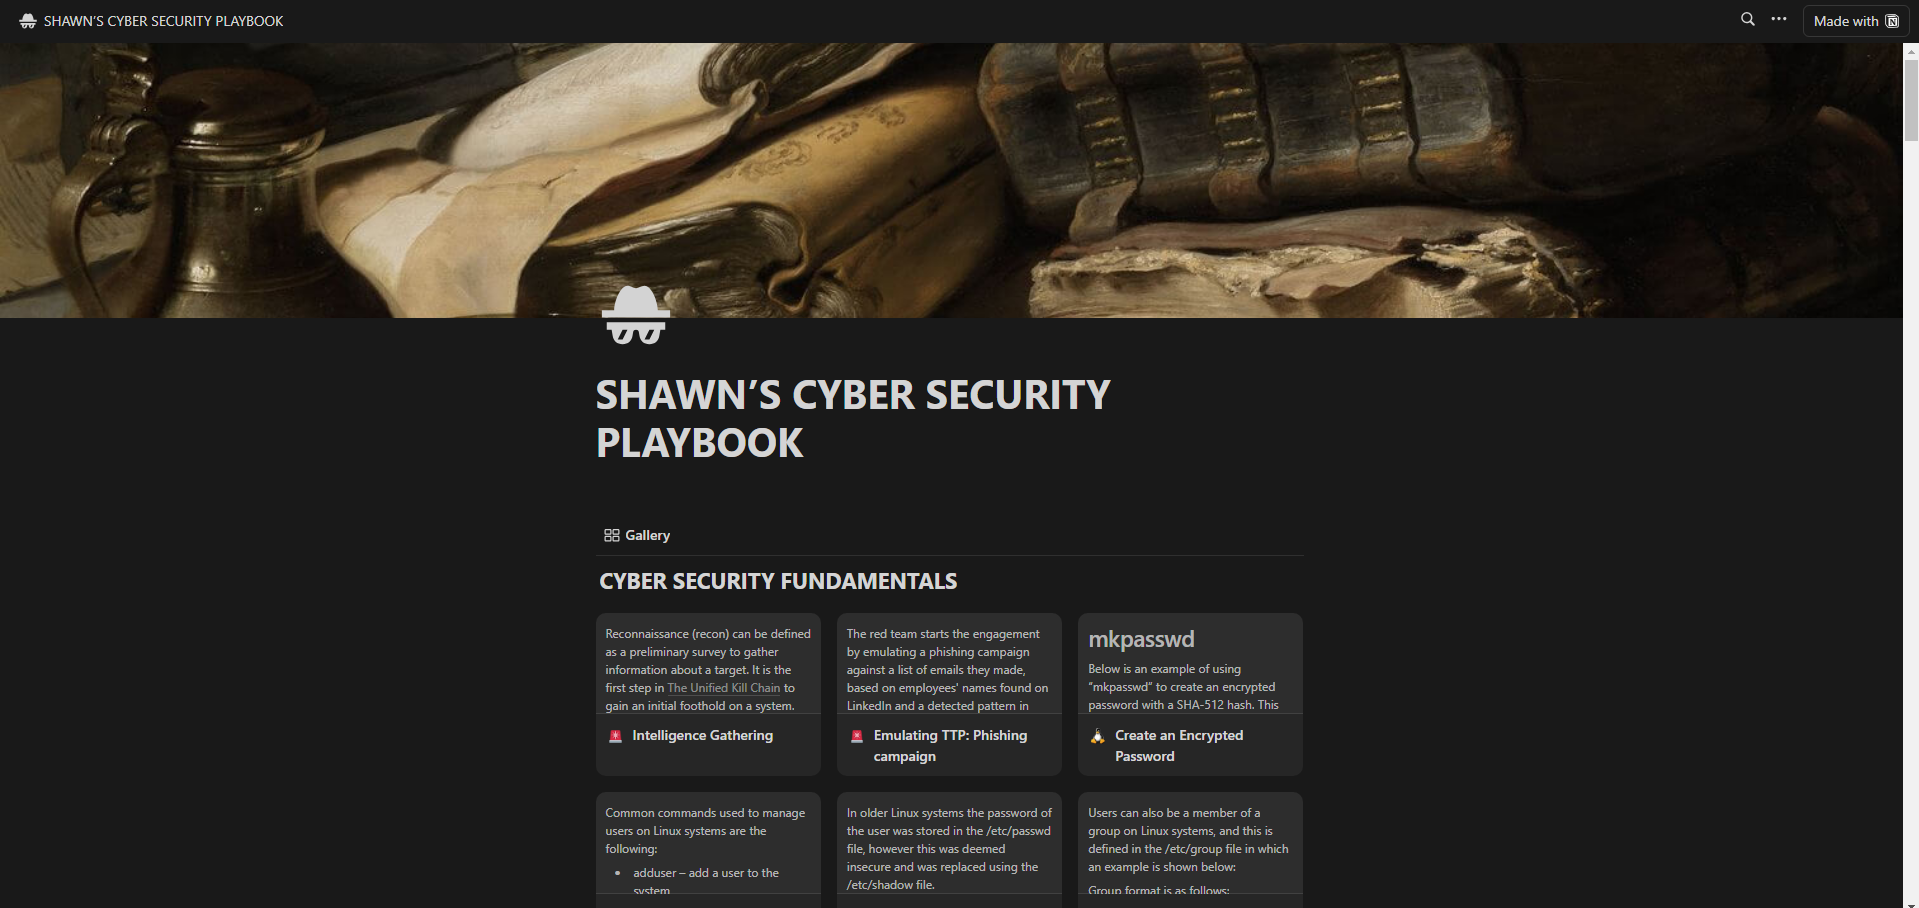 SHAWN’S CYBER SECURITY PLAYBOOK
Made with
SHAWN’S CYBER SECURITY
PLAYBOOK
Gallery
CYBER SECURITY FUNDAMENTALS
Reconnaissance (recon) can be defined
as a preliminary survey to gather
information about a target. It is the
first step in The Unified Kill Chain to
gain an initial foothold on a system.
Intelligence Gathering
The red team starts the engagement
by emulating a phishing campaign
against a list of emails they made,
based on employees' names found on
LinkedIn and a detected pattern in
Emulating TTP: Phishing
campaign
mkpasswd
Below is an example of using
“mkpasswd” to create an encrypted
password with a SHA-512 hash. This
Create an Encrypted
Password
Common commands used to manage
users on Linux systems are the
following:
• adduser – add a user to the
system
In older Linux systems the password of
the user was stored in the /etc/passwd
file, however this was deemed
insecure and was replaced using the
/etc/shadow file.
Users can also be a member of a
group on Linux systems, and this is
defined in the /etc/group file in which
an example is shown below:
Group format is as follows: